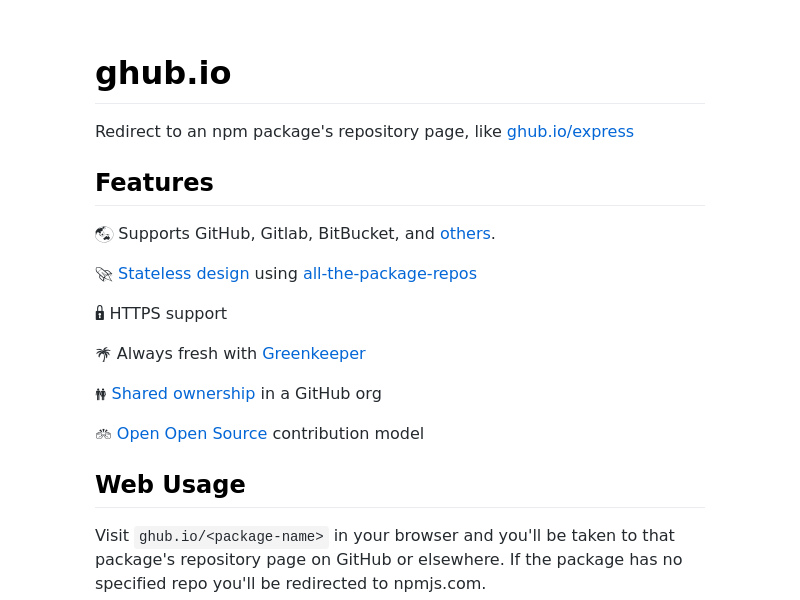 ghub.io
Redirect to an npm package's repository page, like ghub.io/express
Features
Supports GitHub, Gitlab, BitBucket, and others.
Stateless design using all-the-package-repos
HTTPS support
Always fresh with Greenkeeper
Shared ownership in a GitHub org
Open Open Source contribution model
Web Usage
Visit ghub.io/<package-name> in your browser and you'll be taken to that
package's repository page on GitHub or elsewhere. If the package has no
specified repo you'll be redirected to npmjs.com.